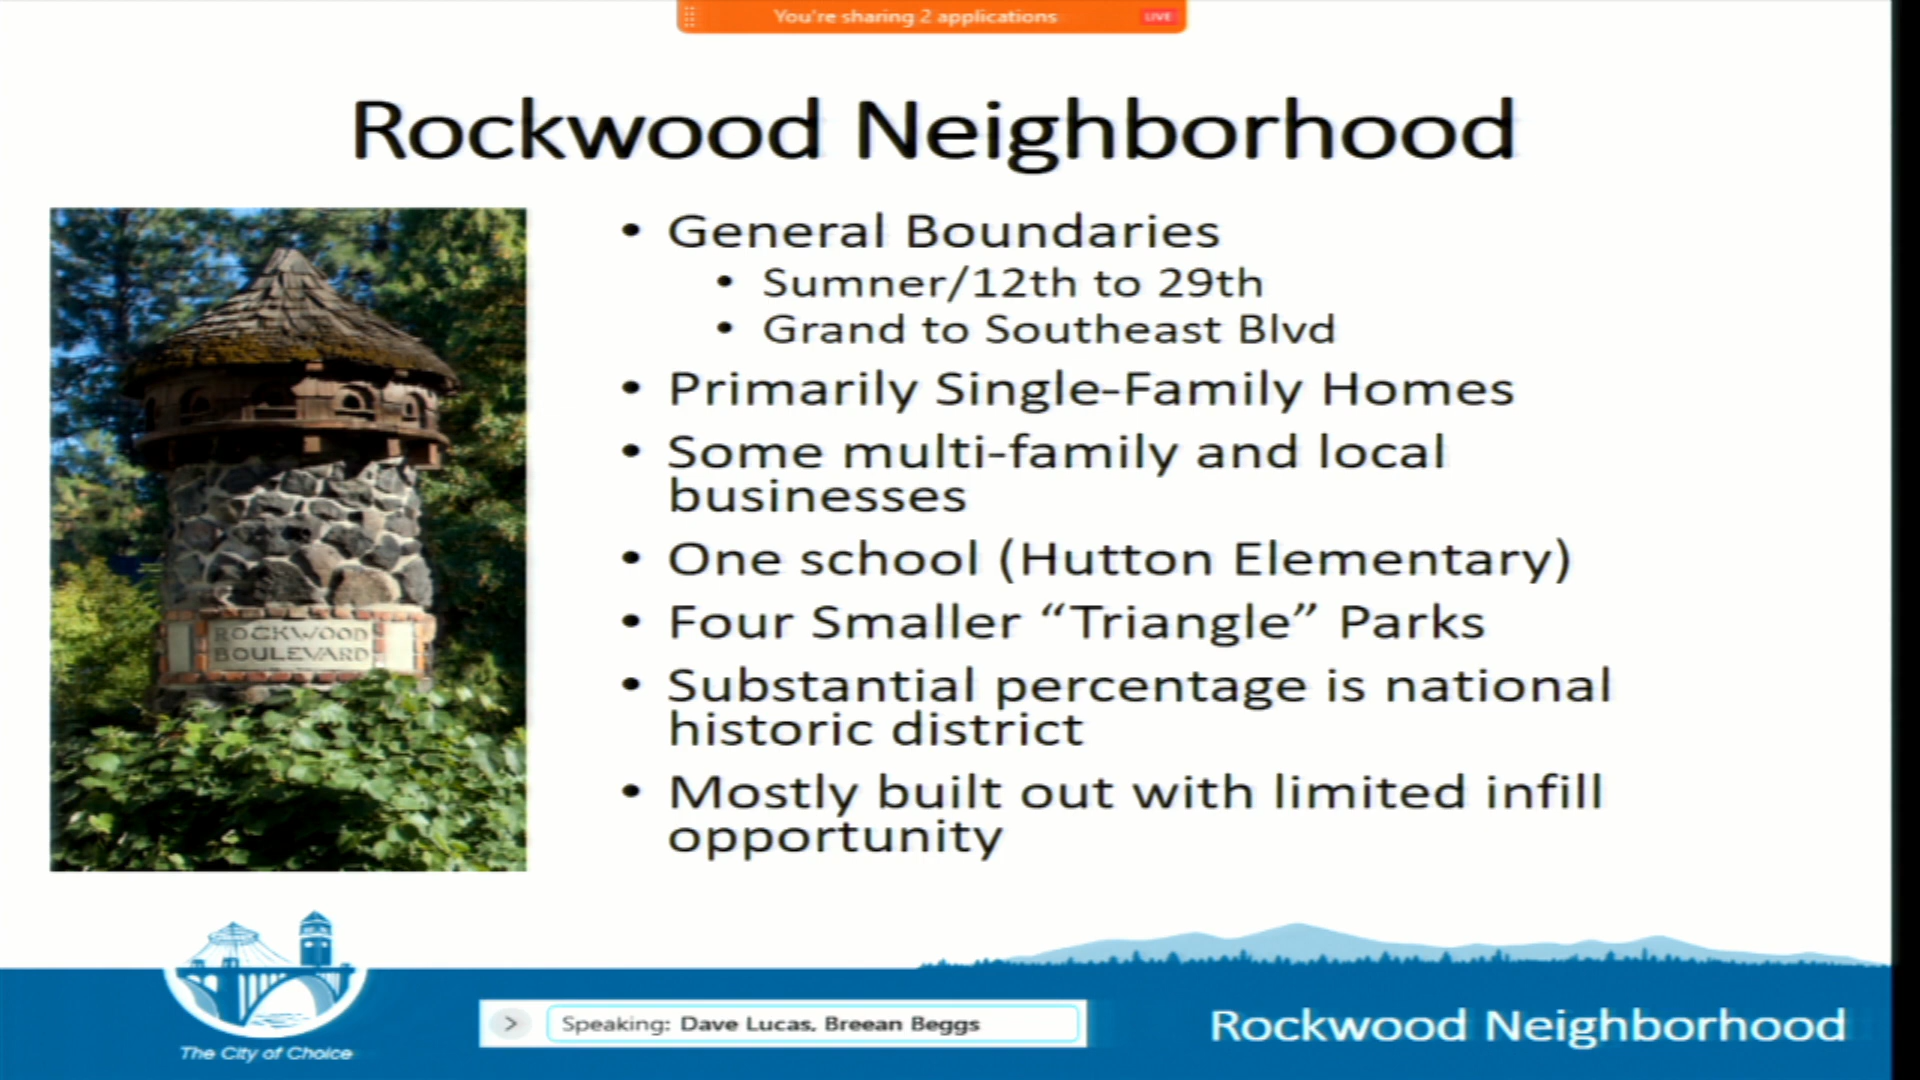 You're sharing 2 applications
LIVE
Rockwood Neighborhood
• General Boundaries
• Sumner/12th to 29th
• Grand to Southeast Blvd
• Primarily Single-Family Homes
• Some multi-family and local
businesses
• One school (Hutton Elementary)
• Four Smaller “Triangle” Parks
• Substantial percentage is national
historic district
• Mostly built out with limited infill
opportunity
ROCKWOOD
BOULEVARD
The City of Choice
Speaking: Dave Lucas, Breean Beggs
Rockwood Neighborhood